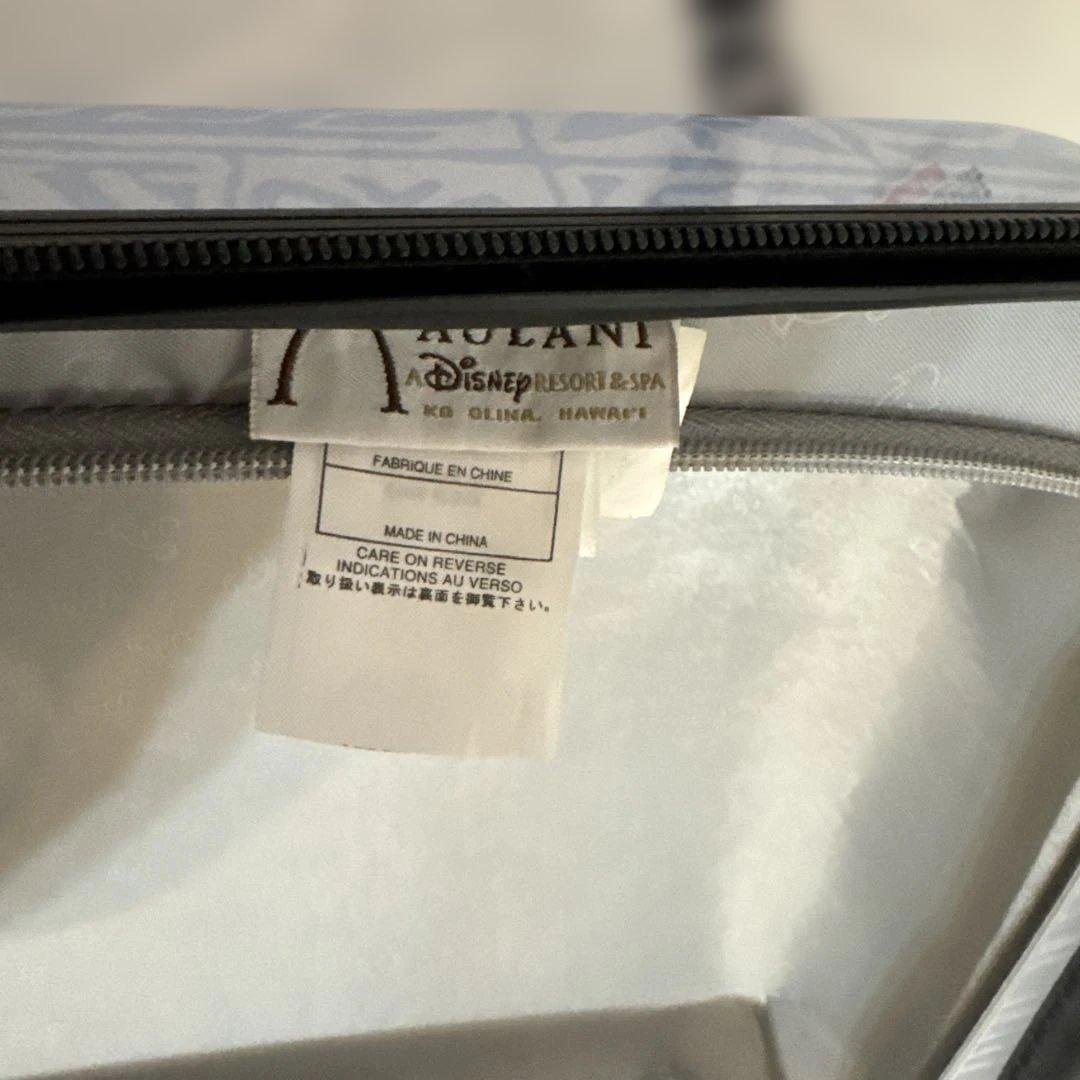 AULANI
A Disney RESORT & SPA
KO OLINA, HAWAI'I
FABRIQUE EN CHINE
MADE IN CHINA
CARE ON REVERSE
INDICATIONS AU VERSO
取り扱い表示は裏面を御覧下さい。